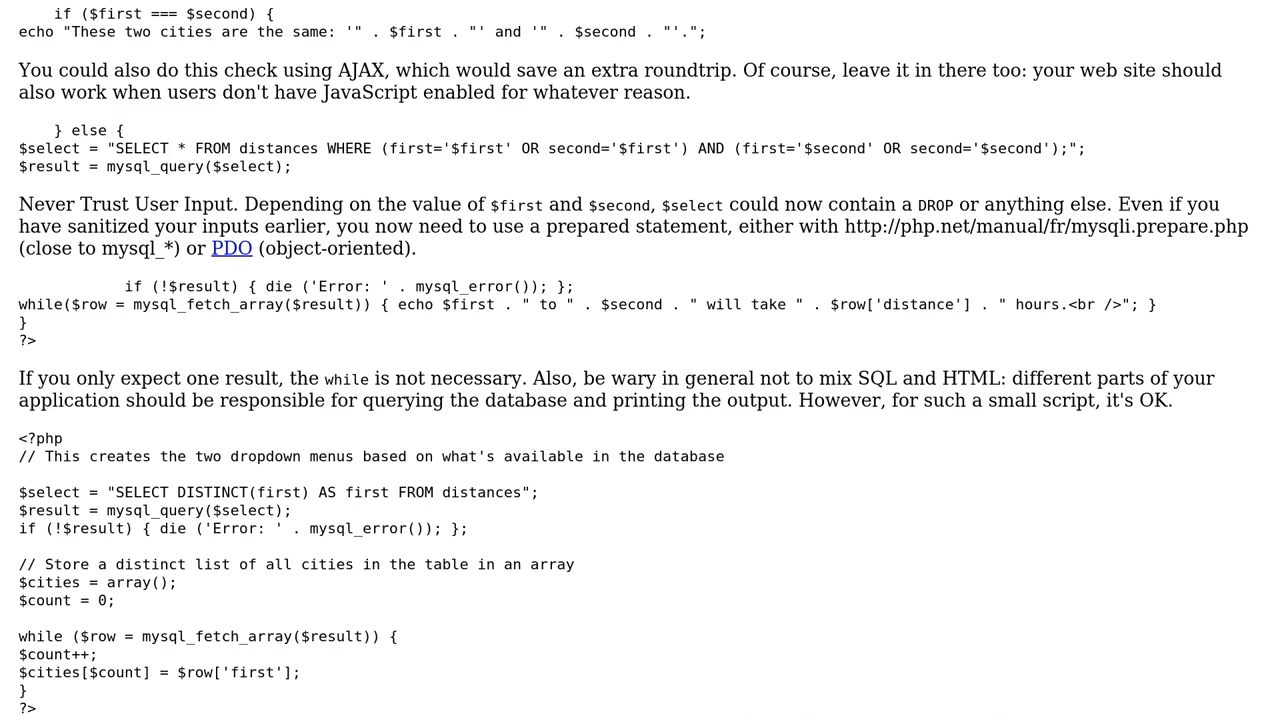 if ($first === $second) {
echo "These two cities are the same: '" . $first . "' and '" . $second . "'.";
You could also do this check using AJAX, which would save an extra roundtrip. Of course, leave it in there too: your web site should
also work when users don't have JavaScript enabled for whatever reason.
} else {
$select = "SELECT * FROM distances WHERE (first='$first' OR second='$first') AND (first='$second' OR second='$second');";
$result = mysql_query($select);
Never Trust User Input. Depending on the value of $first and $second, $select could now contain a DROP or anything else. Even if you
have sanitized your inputs earlier, you now need to use a prepared statement, either with http://php.net/manual/fr/mysqli.prepare.php
(close to mysql_*) or PDO (object-oriented).
if (!$result) { die ('Error: ' . mysql_error()); };
while($row = mysql_fetch_array($result)) { echo $first . " to " . $second . " will take " . $row['distance'] . " hours.<br />"; }
}
?>
If you only expect one result, the while is not necessary. Also, be wary in general not to mix SQL and HTML: different parts of your
application should be responsible for querying the database and printing the output. However, for such a small script, it's OK.
<?php
// This creates the two dropdown menus based on what's available in the database
$select = "SELECT DISTINCT(first) AS first FROM distances";
$result = mysql_query($select);
if (!$result) { die ('Error: ' . mysql_error()); };
// Store a distinct list of all cities in the table in an array
$cities = array();
$count = 0;
while ($row = mysql_fetch_array($result)) {
$count++;
$cities[$count] = $row['first'];
}
?>